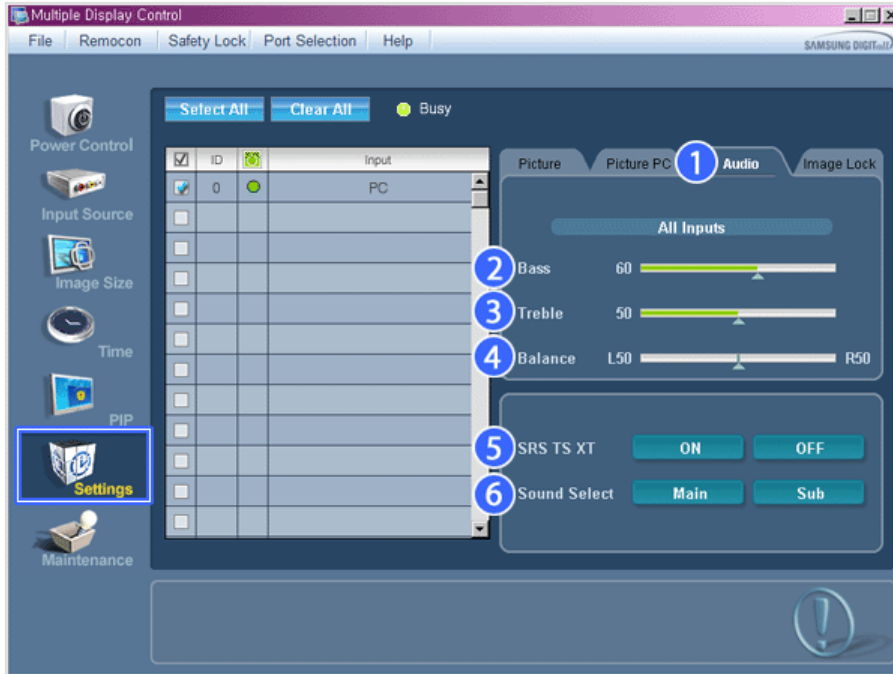 Multiple Display Control
File Remocon Safety Lock Port Selection Help
SAMSUNG DIGITall
Select All Clear All Busy
Power Control
Input Source
Image Size
Time
PIP
Settings
Maintenance
ID Input
0 PC
Picture Picture PC 1 Audio Image Lock
All Inputs
2 Bass 60
3 Treble 50
4 Balance L50 R50
5 SRS TS XT ON OFF
6 Sound Select Main Sub